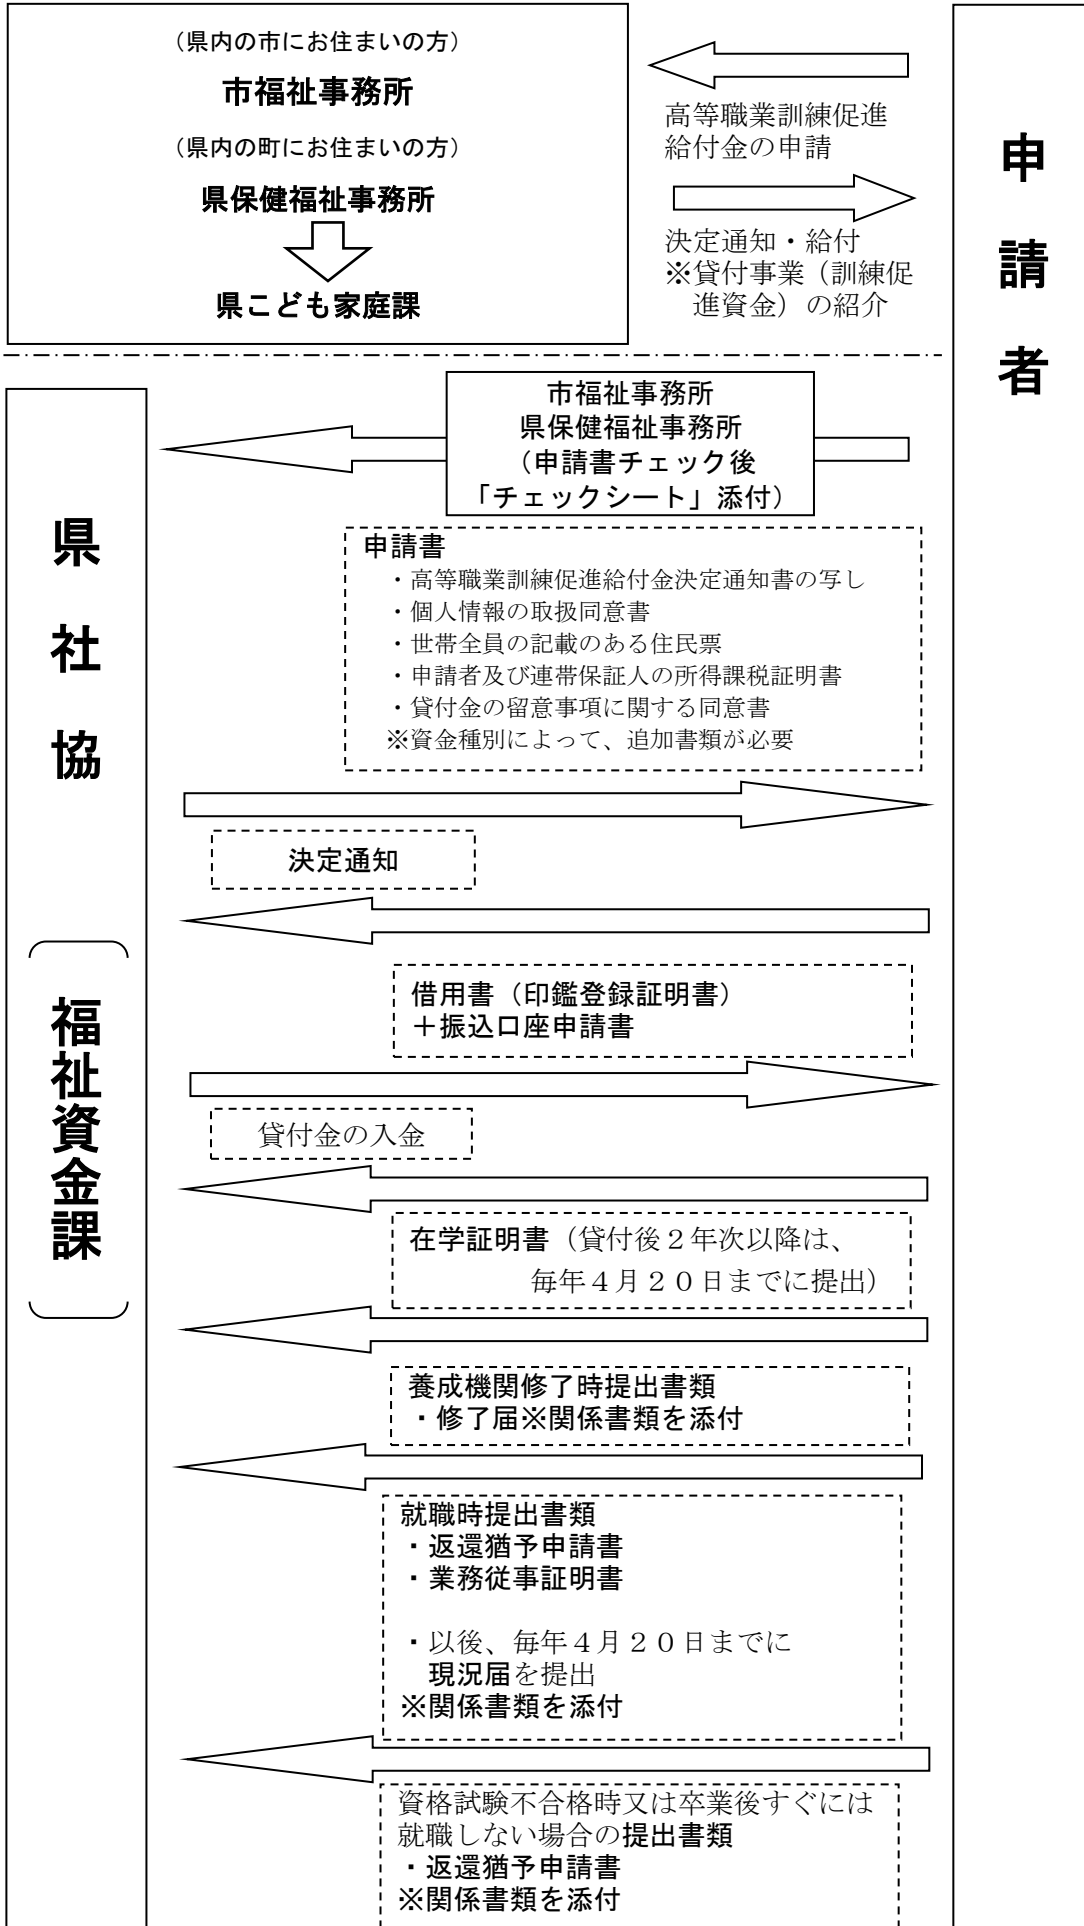 （県内の市にお住まいの方）
市福祉事務所
（県内の町にお住まいの方）
県保健福祉事務所
県こども家庭課
高等職業訓練促進
給付金の申請
決定通知・給付
※貸付事業（訓練促
進資金）の紹介
申
請
者
市福祉事務所
県保健福祉事務所
（申請書チェック後
「チェックシート」添付）
県
社
協
福祉資金課
申請書
・高等職業訓練促進給付金決定通知書の写し
・個人情報の取扱同意書
・世帯全員の記載のある住民票
・申請者及び連帯保証人の所得課税証明書
・貸付金の留意事項に関する同意書
※資金種別によって、追加書類が必要
決定通知
借用書（印鑑登録証明書）
＋振込口座申請書
貸付金の入金
在学証明書（貸付後２年次以降は、
毎年４月２０日までに提出）
養成機関修了時提出書類
・修了届※関係書類を添付
就職時提出書類
・返還猶予申請書
・業務従事証明書
・以後、毎年４月２０日までに
現況届を提出
※関係書類を添付
資格試験不合格時又は卒業後すぐには
就職しない場合の提出書類
・返還猶予申請書
※関係書類を添付